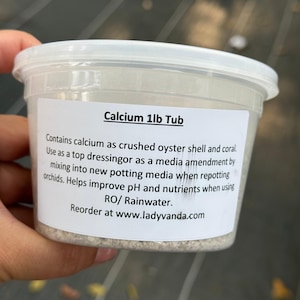 Calcium 1lb Tub
Contains calcium as crushed oyster shell and coral.
Use as a top dressingor as a media amendment by
mixing into new potting media when repotting
orchids. Helps improve pH and nutrients when using
RO/ Rainwater.
Reorder at www.ladyvanda.com